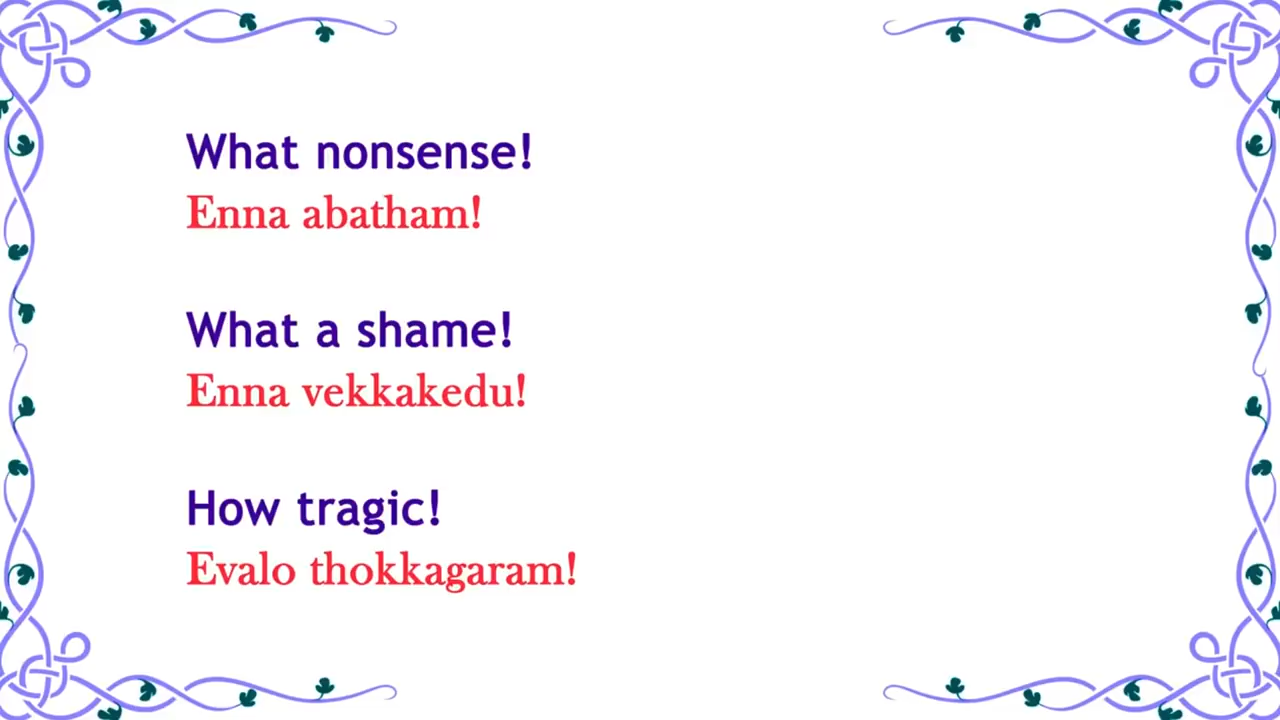 What nonsense!
Enna abatham!
What a shame!
Enna vekkakedu!
How tragic!
Evalo thokkagaram!